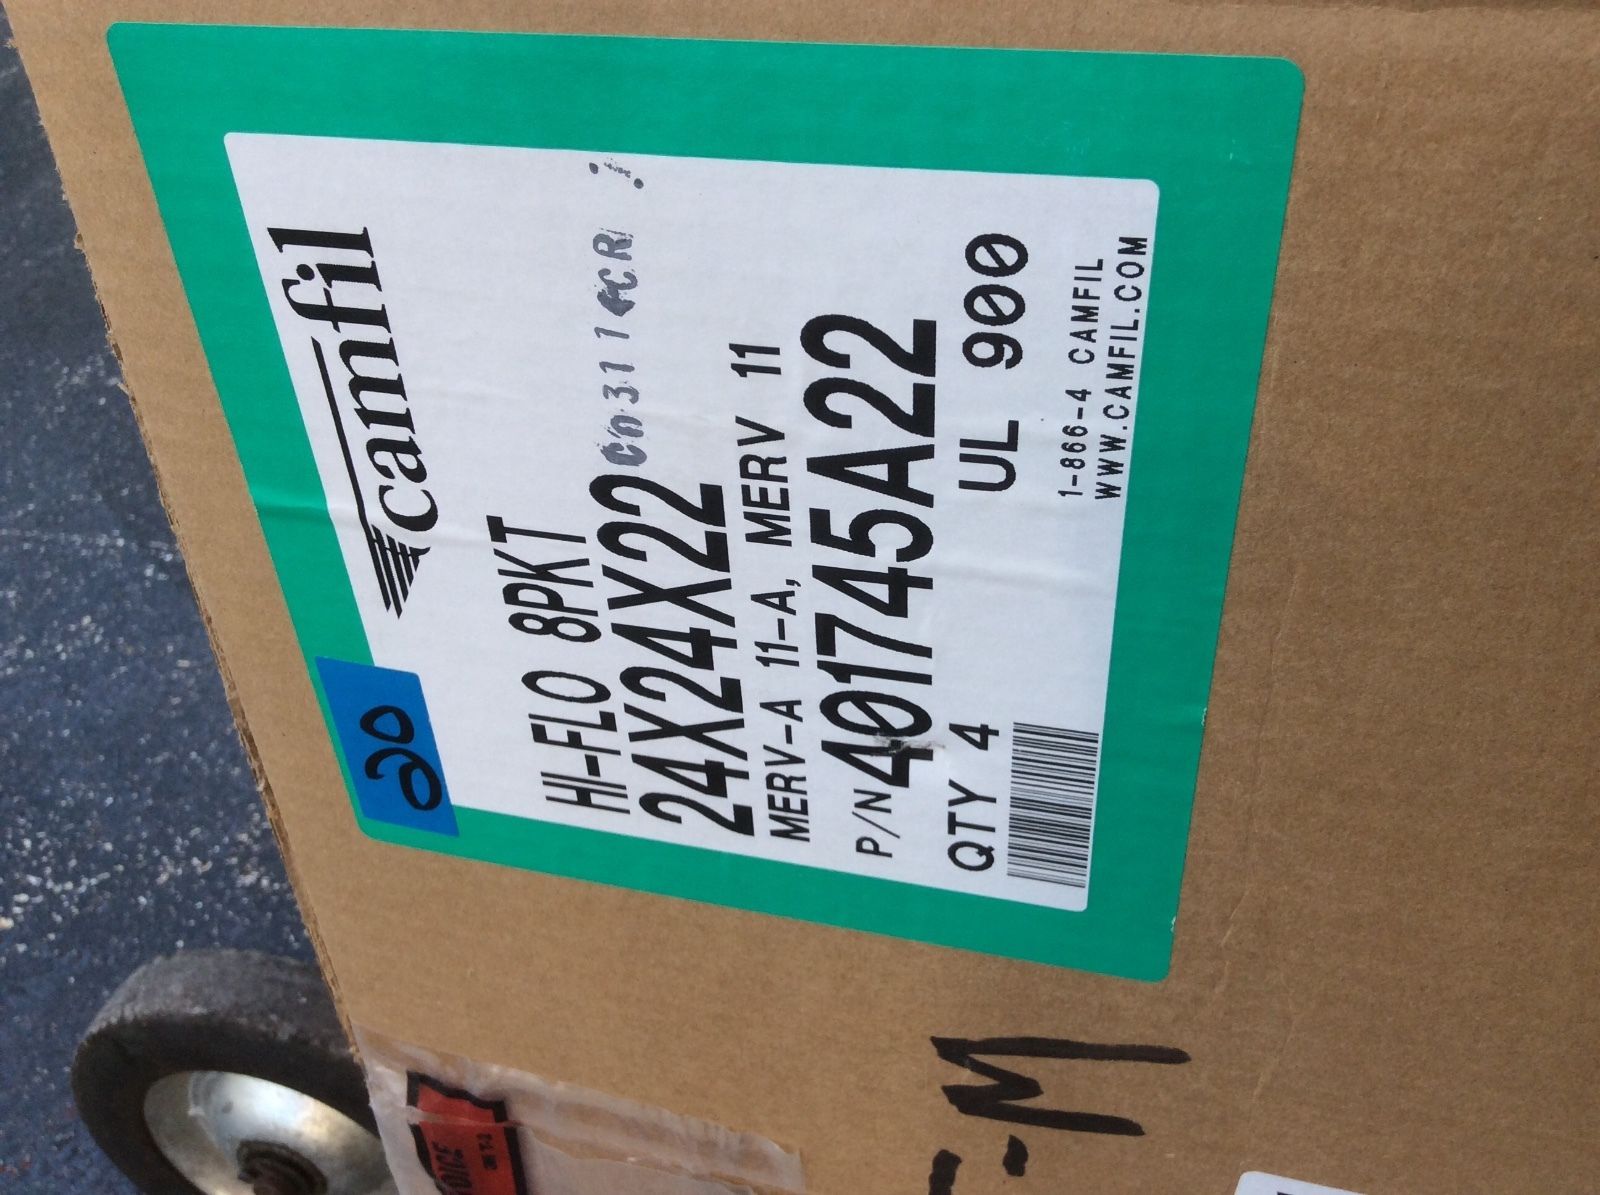 camfil
HI-FLO 8PKT
24X24X22
MERV-A 11-A, MERV 11
P/N 401745A22
QTY 4 UL 900
1-866-4 CAMFIL
WWW.CAMFIL.COM
20
-M